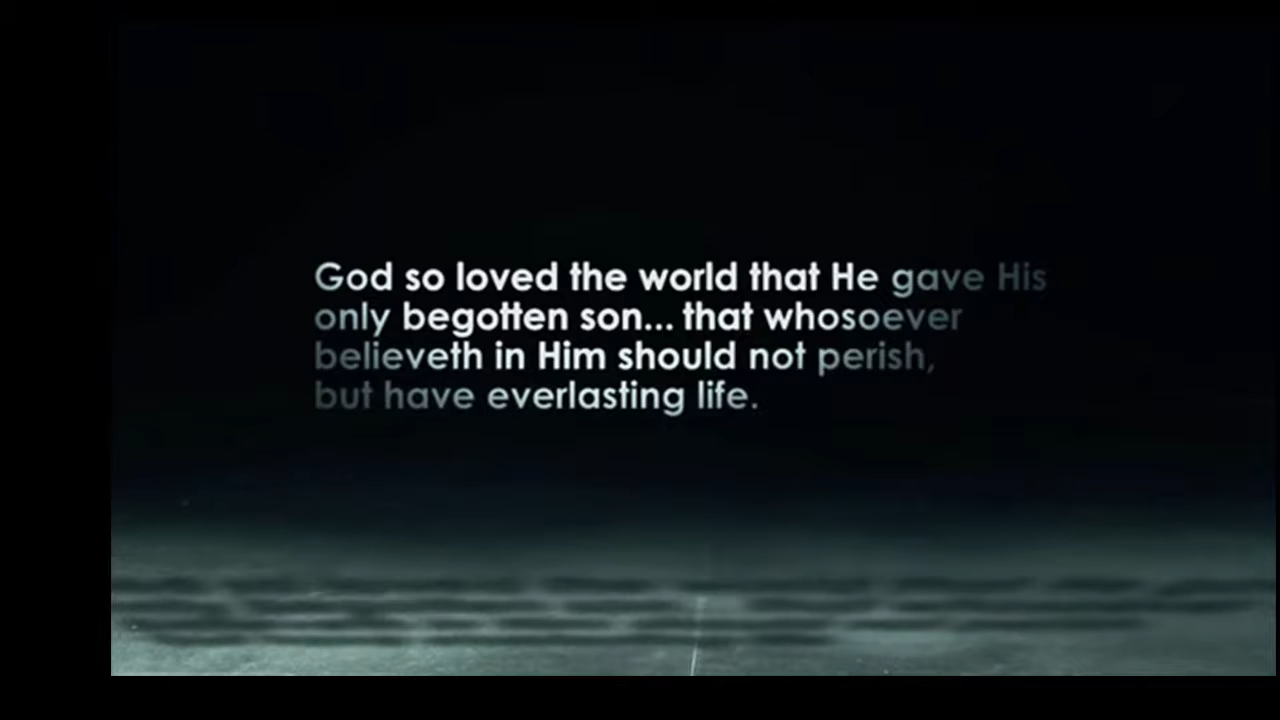 God so loved the world that He gave His
only begotten son... that whosoever
believeth in Him should not perish,
but have everlasting life.